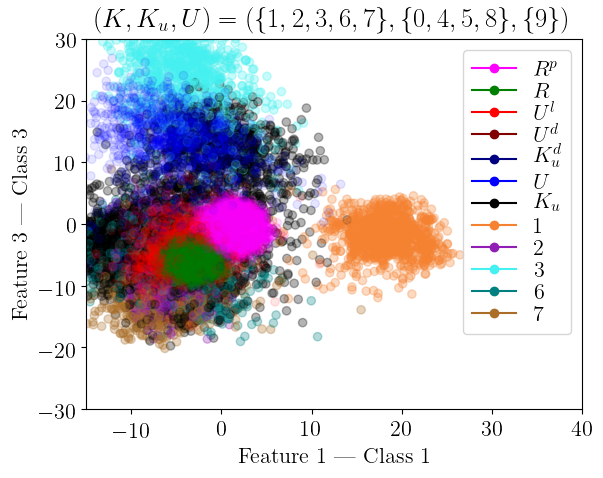 (K, K_u, U) = ({1, 2, 3, 6, 7}, {0, 4, 5, 8}, {9})
30
20
10
0
−10
−20
−30
Feature 3 — Class 3
−10
0
10
20
30
40
Feature 1 — Class 1
R^p
R
U^l
U^d
K_u^d
U
K_u
1
2
3
6
7